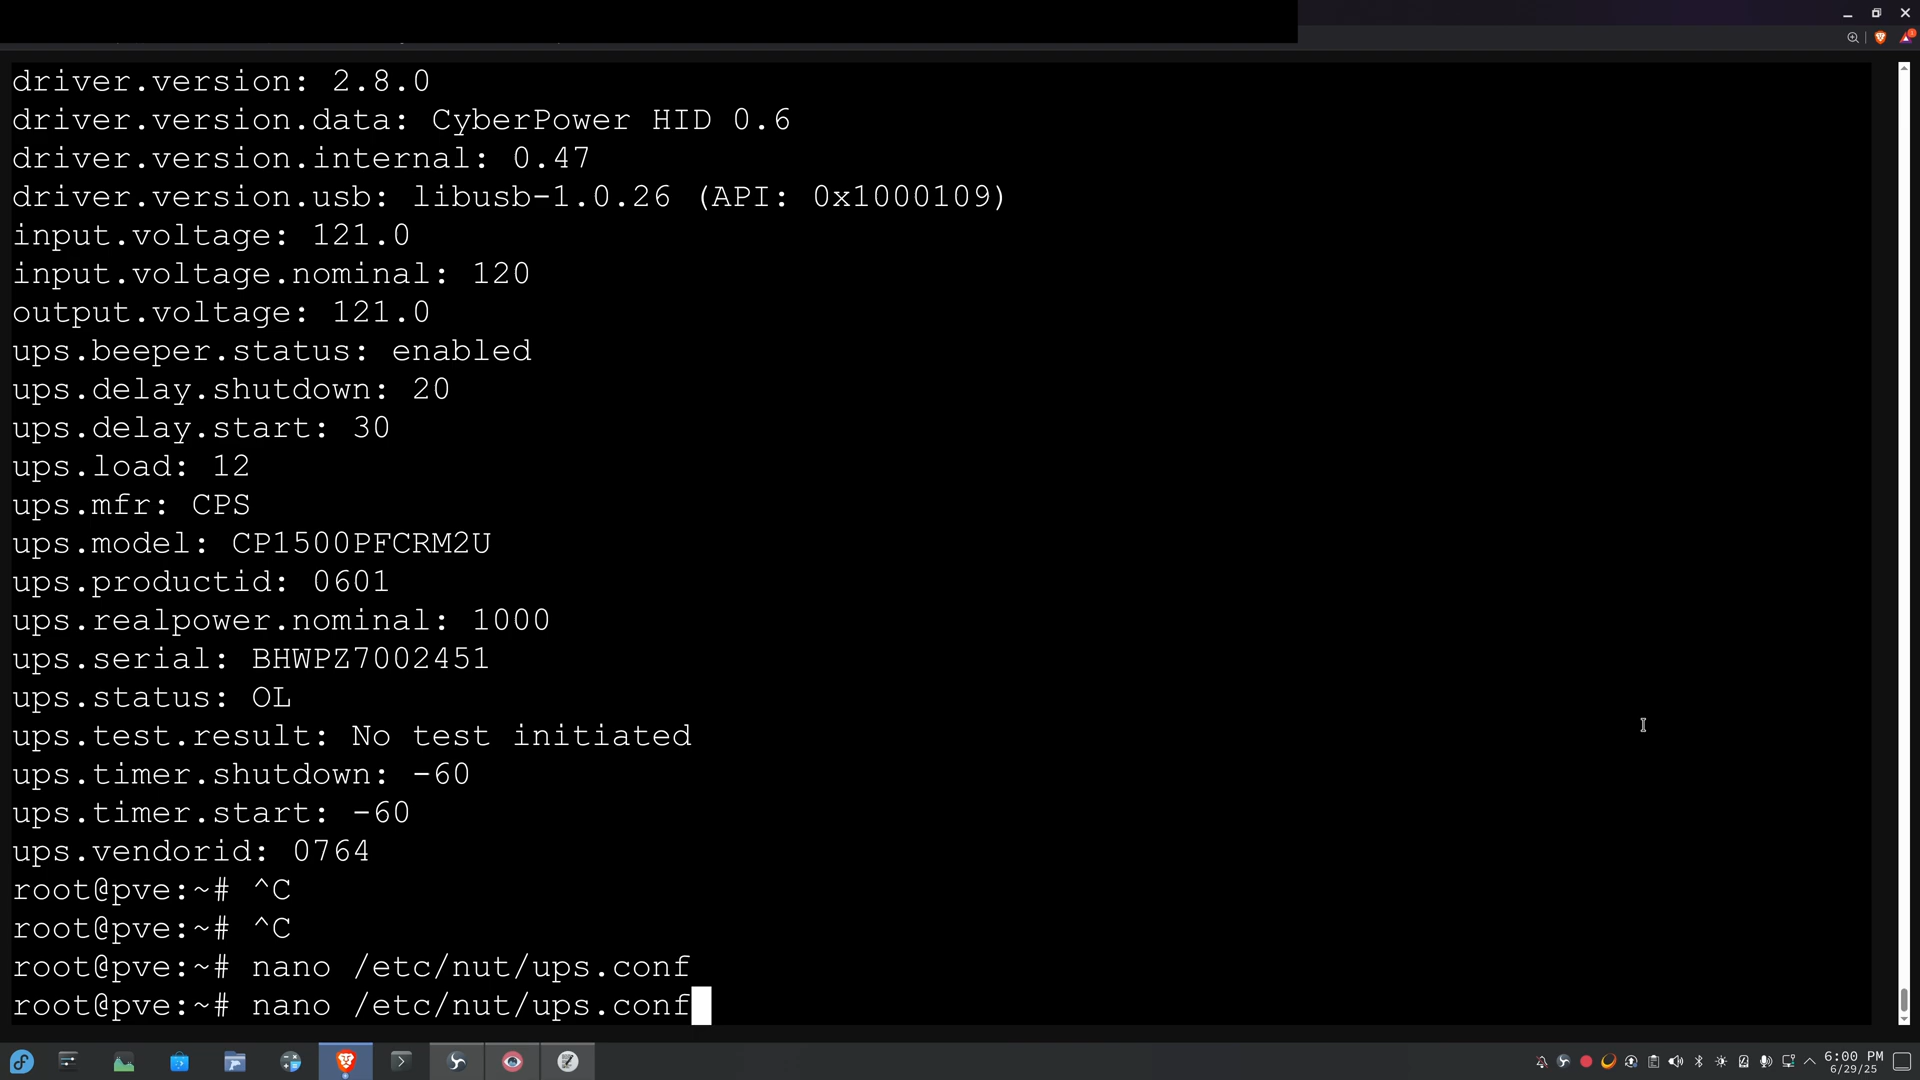 driver.version: 2.8.0
driver.version.data: CyberPower HID 0.6
driver.version.internal: 0.47
driver.version.usb: libusb-1.0.26 (API: 0x1000109)
input.voltage: 121.0
input.voltage.nominal: 120
output.voltage: 121.0
ups.beeper.status: enabled
ups.delay.shutdown: 20
ups.delay.start: 30
ups.load: 12
ups.mfr: CPS
ups.model: CP1500PFCRM2U
ups.productid: 0601
ups.realpower.nominal: 1000
ups.serial: BHWPZ7002451
ups.status: OL
ups.test.result: No test initiated
ups.timer.shutdown: -60
ups.timer.start: -60
ups.vendorid: 0764
root@pve:~# ^C
root@pve:~# ^C
root@pve:~# nano /etc/nut/ups.conf
root@pve:~# nano /etc/nut/ups.conf
6:00 PM
6/29/25